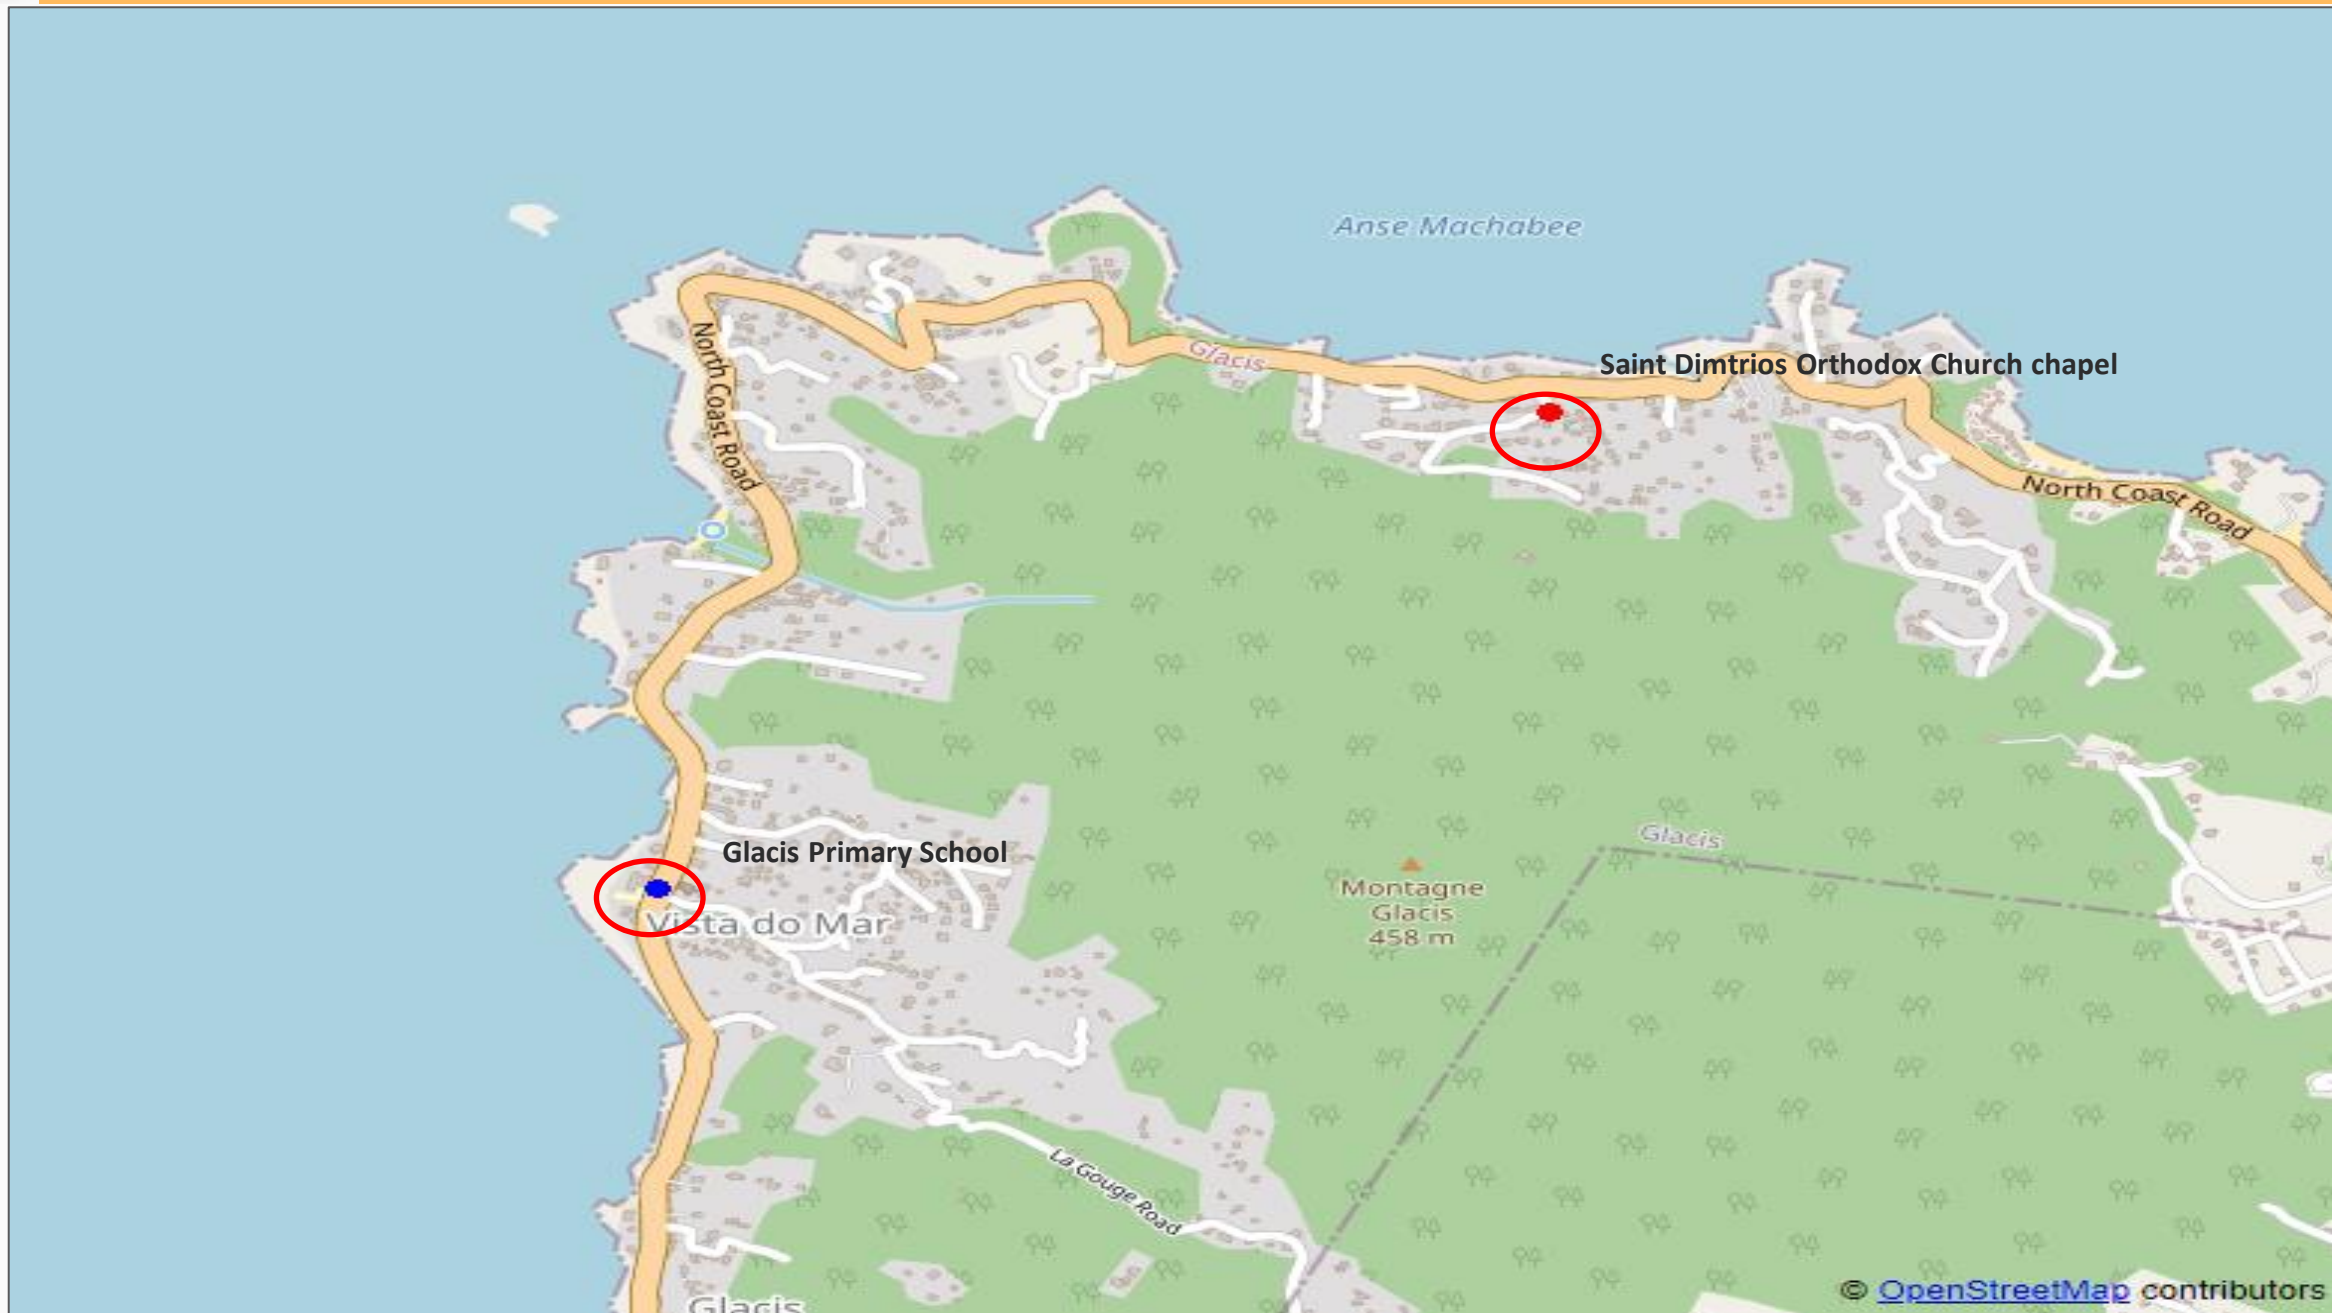 Anse Machabee
North Coast Road
Glacis
Saint Dimtrios Orthodox Church chapel
North Coast Road
Glacis
Glacis Primary School
Montagne
Glacis
458 m
Vista do Mar
La Gouge Road
Glacis
© OpenStreetMap contributors